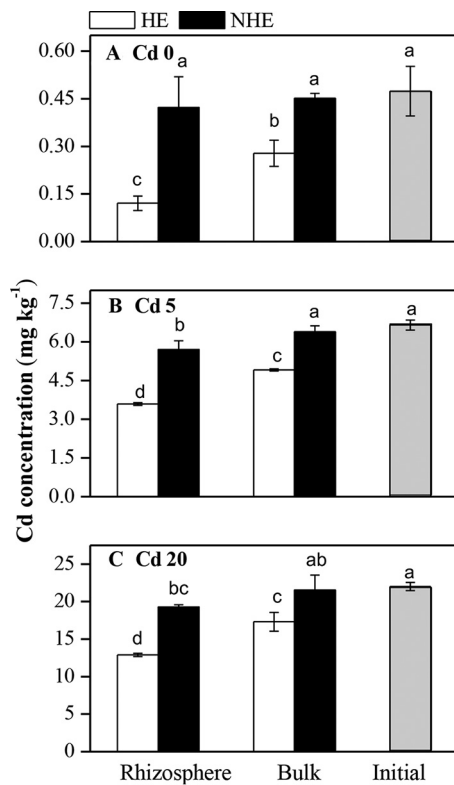 HE NHE
A Cd 0
0.60
0.45
0.30
0.15
0.00
c a b a a
B Cd 5
7.5
6.0
4.5
3.0
1.5
0.0
d b c a a
C Cd 20
25
20
15
10
5
0
d bc c ab a
Cd concentration (mg kg⁻¹)
Rhizosphere Bulk Initial